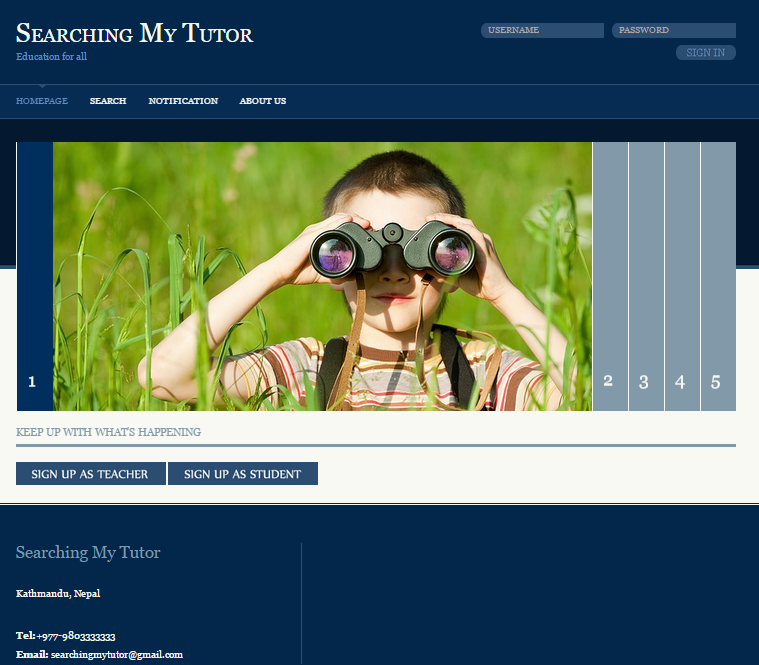 Searching My Tutor
Education for all
USERNAME
PASSWORD
SIGN IN
HOMEPAGE
SEARCH
NOTIFICATION
ABOUT US
1
2
3
4
5
KEEP UP WITH WHAT'S HAPPENING
SIGN UP AS TEACHER
SIGN UP AS STUDENT
Searching My Tutor
Kathmandu, Nepal
Tel:+977-9803333333
Email: searchingmytutor@gmail.com